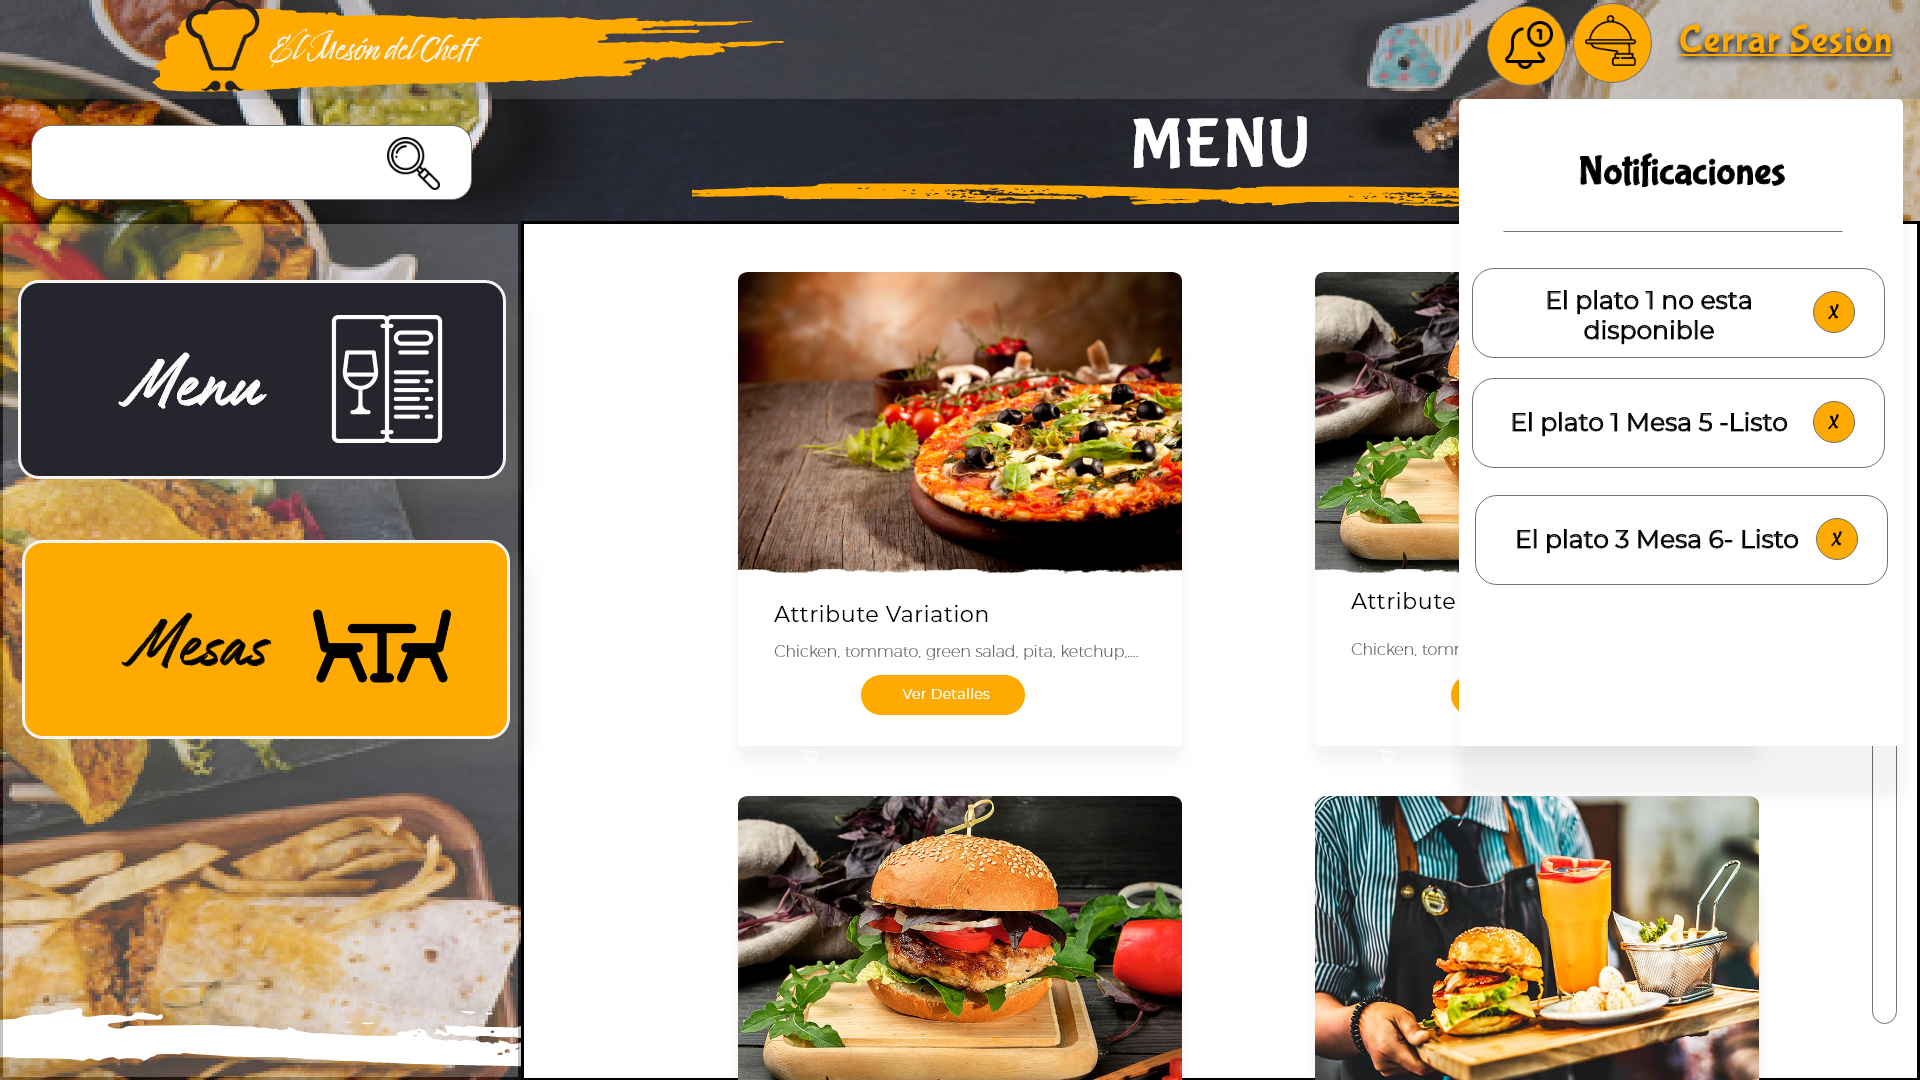 El Mesón del Cheff
1
Cerrar Sesión
MENU
Notificaciones
El plato 1 no esta
disponible
X
El plato 1 Mesa 5 -Listo
X
El plato 3 Mesa 6- Listo
X
Menu
Mesas
Attribute Variation
Chicken, tommato, green salad, pita, ketchup,....
Ver Detalles
Attribute
Chicken, tomm